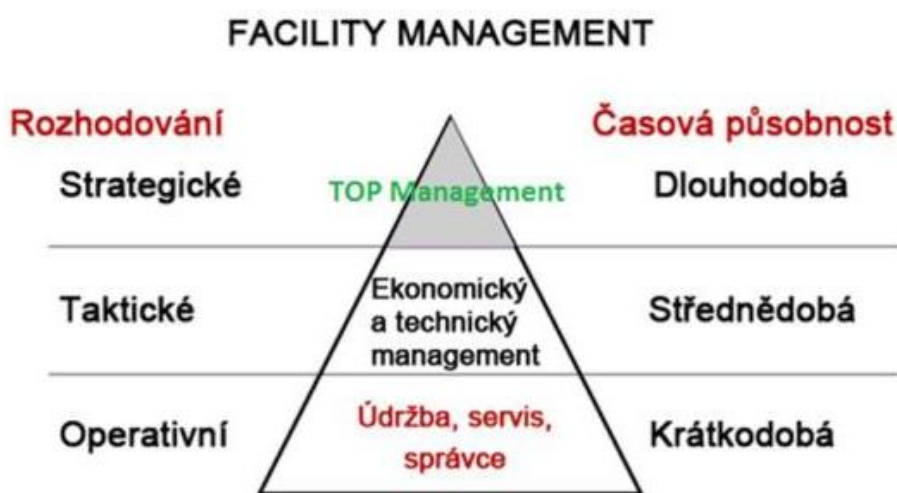 FACILITY MANAGEMENT
Rozhodování
Časová působnost
Strategické
TOP Management
Dlouhodobá
Taktické
Ekonomický
a technický
management
Střednědobá
Operativní
Údržba, servis,
správce
Krátkodobá